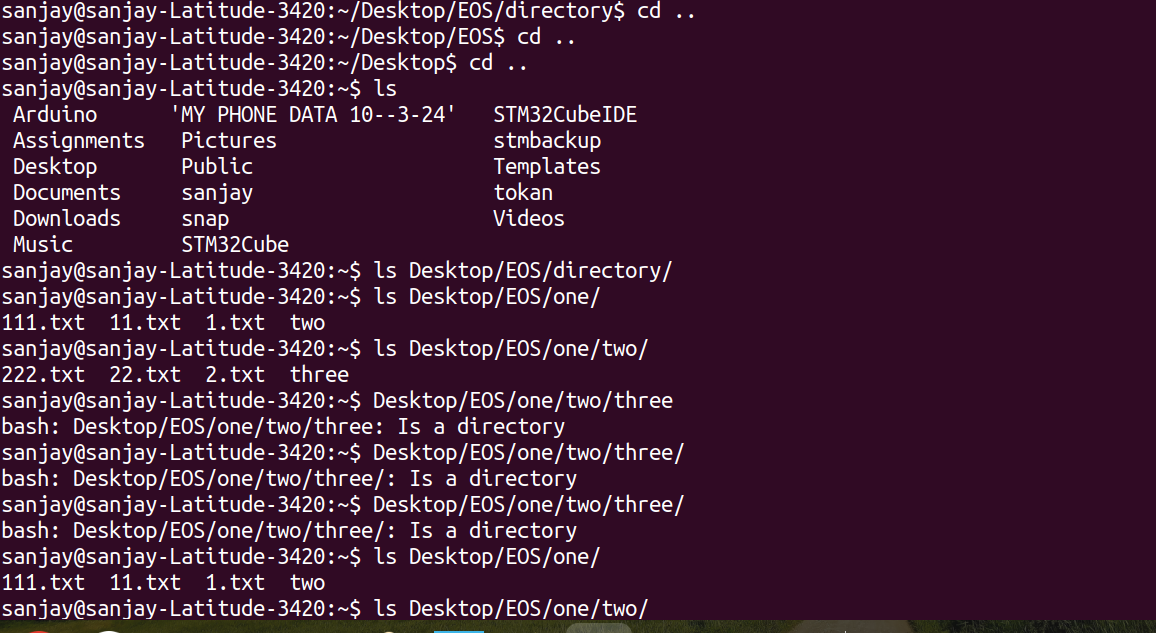 sanjay@sanjay-Latitude-3420:~/Desktop/EOS/directory$ cd ..
sanjay@sanjay-Latitude-3420:~/Desktop/EOS$ cd ..
sanjay@sanjay-Latitude-3420:~/Desktop$ cd ..
sanjay@sanjay-Latitude-3420:~$ ls
 Arduino      'MY PHONE DATA 10--3-24'   STM32CubeIDE
 Assignments   Pictures                  stmbackup
 Desktop       Public                    Templates
 Documents     sanjay                    tokan
 Downloads     snap                      Videos
 Music         STM32Cube
sanjay@sanjay-Latitude-3420:~$ ls Desktop/EOS/directory/
sanjay@sanjay-Latitude-3420:~$ ls Desktop/EOS/one/
111.txt  11.txt  1.txt  two
sanjay@sanjay-Latitude-3420:~$ ls Desktop/EOS/one/two/
222.txt  22.txt  2.txt  three
sanjay@sanjay-Latitude-3420:~$ Desktop/EOS/one/two/three
bash: Desktop/EOS/one/two/three: Is a directory
sanjay@sanjay-Latitude-3420:~$ Desktop/EOS/one/two/three/
bash: Desktop/EOS/one/two/three/: Is a directory
sanjay@sanjay-Latitude-3420:~$ Desktop/EOS/one/two/three/
bash: Desktop/EOS/one/two/three/: Is a directory
sanjay@sanjay-Latitude-3420:~$ ls Desktop/EOS/one/
111.txt  11.txt  1.txt  two
sanjay@sanjay-Latitude-3420:~$ ls Desktop/EOS/one/two/